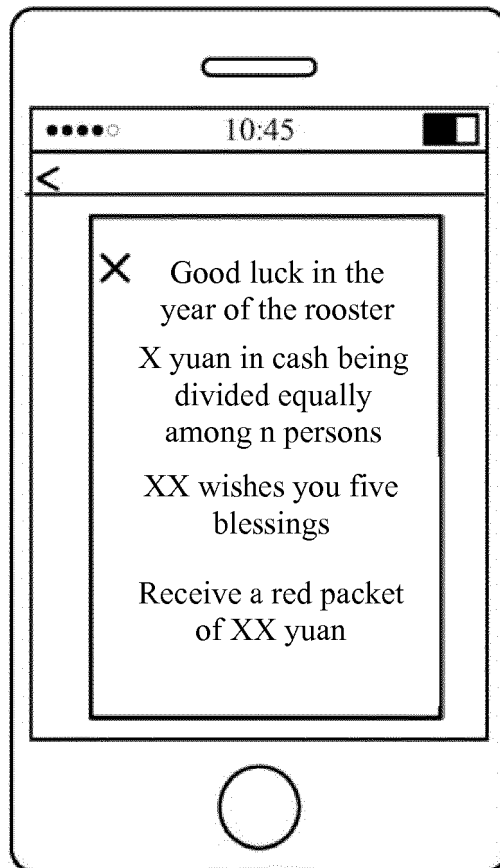 10:45
<
X Good luck in the
year of the rooster
X yuan in cash being
divided equally
among n persons
XX wishes you five
blessings
Receive a red packet
of XX yuan